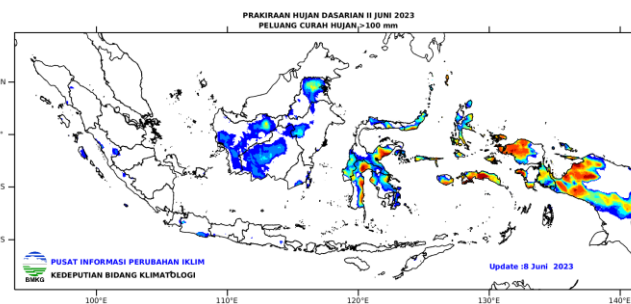 PRAKIRAAN HUJAN DASARIAN II JUNI 2023
PELUANG CURAH HUJAN >100 mm
N
°
S
S
PUSAT INFORMASI PERUBAHAN IKLIM
KEDEPUTIAN BIDANG KLIMATOLOGI
BMKG
Update :8 Juni 2023
100°E
110°E
120°E
130°E
140°E